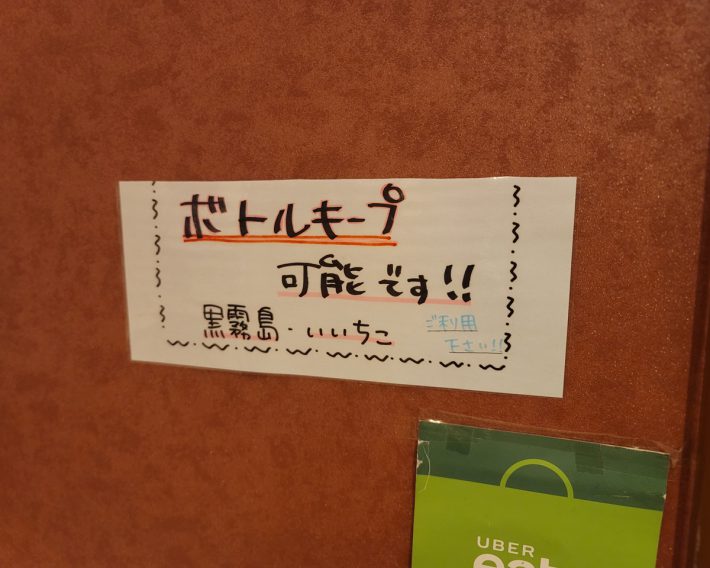 ボトルキープ
可能です!!
黒霧島・いいちこ
ご利用
下さい!!
UBER